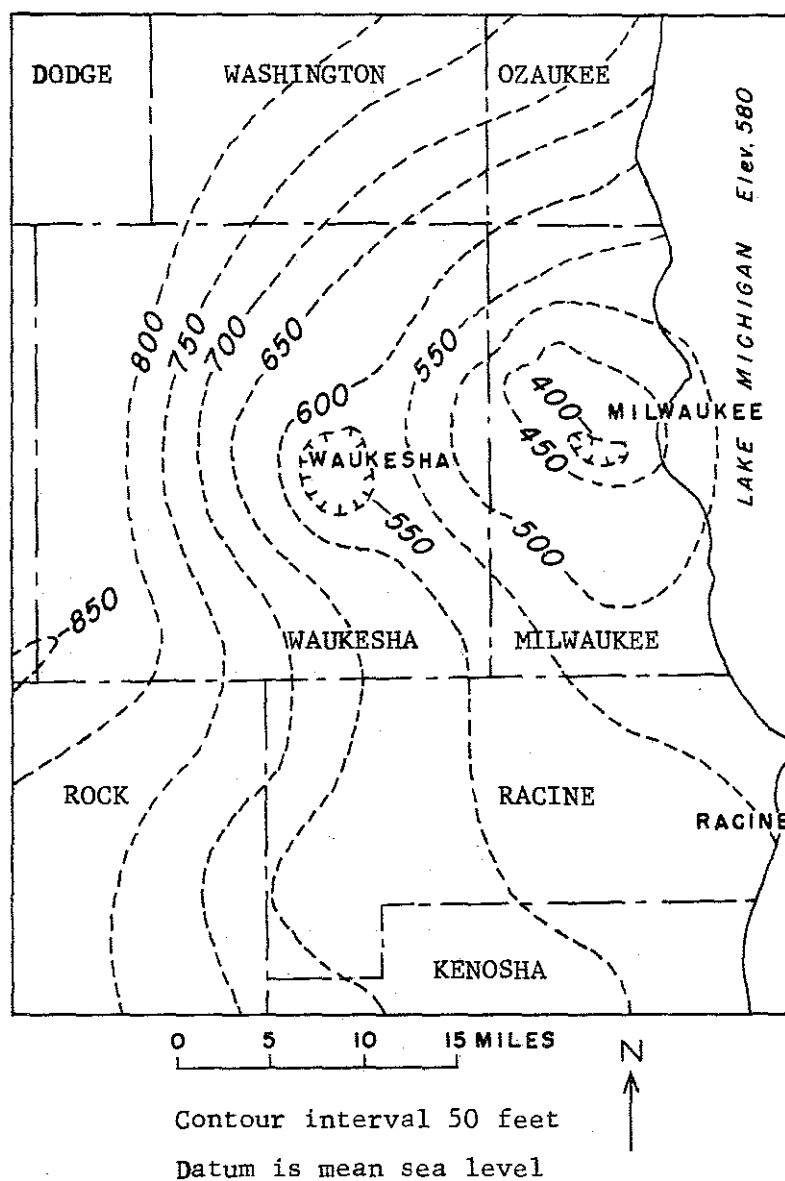 DODGE
WASHINGTON
OZAUKEE
LAKE MICHIGAN Elev. 580
800
750
700
650
600
550
400
MILWAUKEE
450
WAUKESHA
550
500
850
WAUKESHA
MILWAUKEE
ROCK
RACINE
RACINE
KENOSHA
0 5 10 15 MILES
N
Contour interval 50 feet
Datum is mean sea level